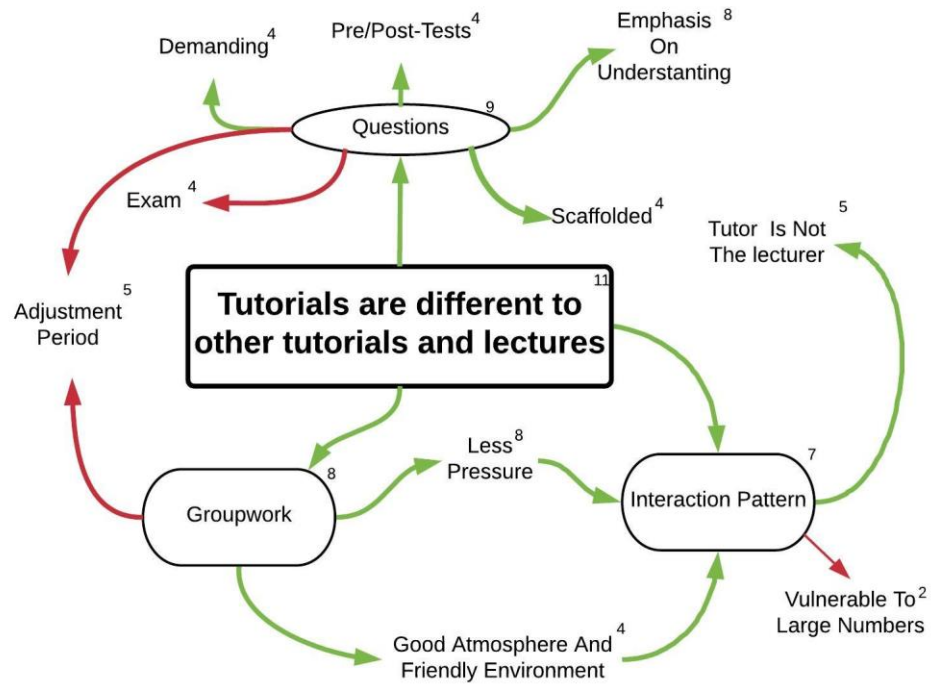 Demanding 4
Pre/Post-Tests 4
Emphasis 8
On
Understanting
Questions 9
Exam 4
Scaffolded 4
Tutor Is Not 5
The lecturer
Adjustment 5
Period
Tutorials are different to 11
other tutorials and lectures
Less 8
Pressure
Groupwork 8
Interaction Pattern 7
Vulnerable To 2
Large Numbers
Good Atmosphere And 4
Friendly Environment